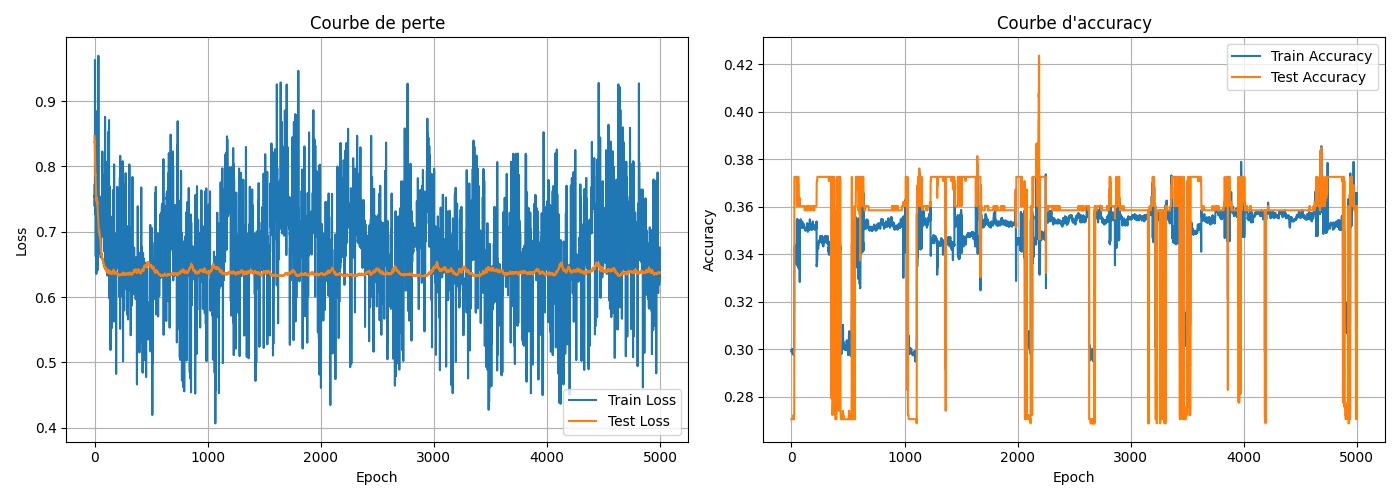 Courbe de perte
Loss
0.9
0.8
0.7
0.6
0.5
0.4
0
1000
2000
3000
4000
5000
Epoch
Train Loss
Test Loss
Courbe d'accuracy
Accuracy
0.42
0.40
0.38
0.36
0.34
0.32
0.30
0.28
0
1000
2000
3000
4000
5000
Epoch
Train Accuracy
Test Accuracy